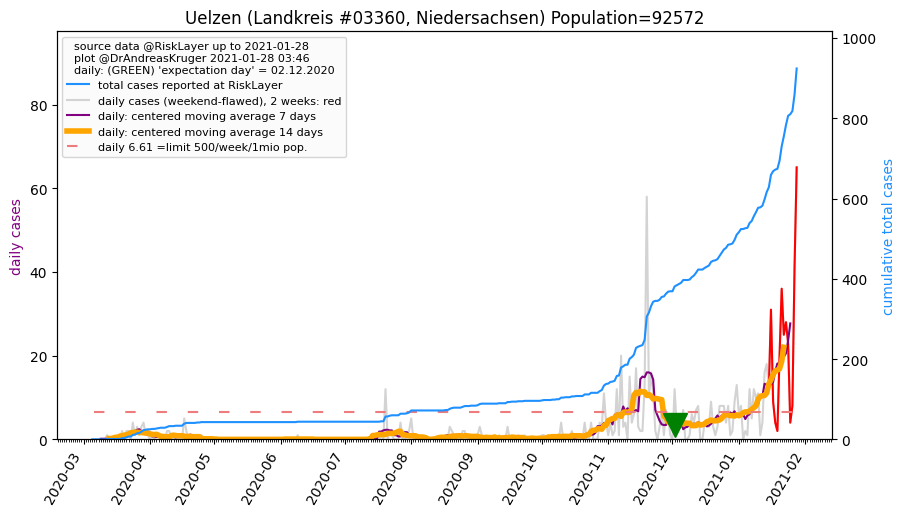 Uelzen (Landkreis #03360, Niedersachsen) Population=92572
source data @RiskLayer up to 2021-01-28
plot @DrAndreasKruger 2021-01-28 03:46
daily: (GREEN) 'expectation day' = 02.12.2020
total cases reported at RiskLayer
daily cases (weekend-flawed), 2 weeks: red
daily: centered moving average 7 days
daily: centered moving average 14 days
daily 6.61 =limit 500/week/1mio pop.
daily cases
80
60
40
20
0
cumulative total cases
1000
800
600
400
200
0
2020-03
2020-04
2020-05
2020-06
2020-07
2020-08
2020-09
2020-10
2020-11
2020-12
2021-01
2021-02